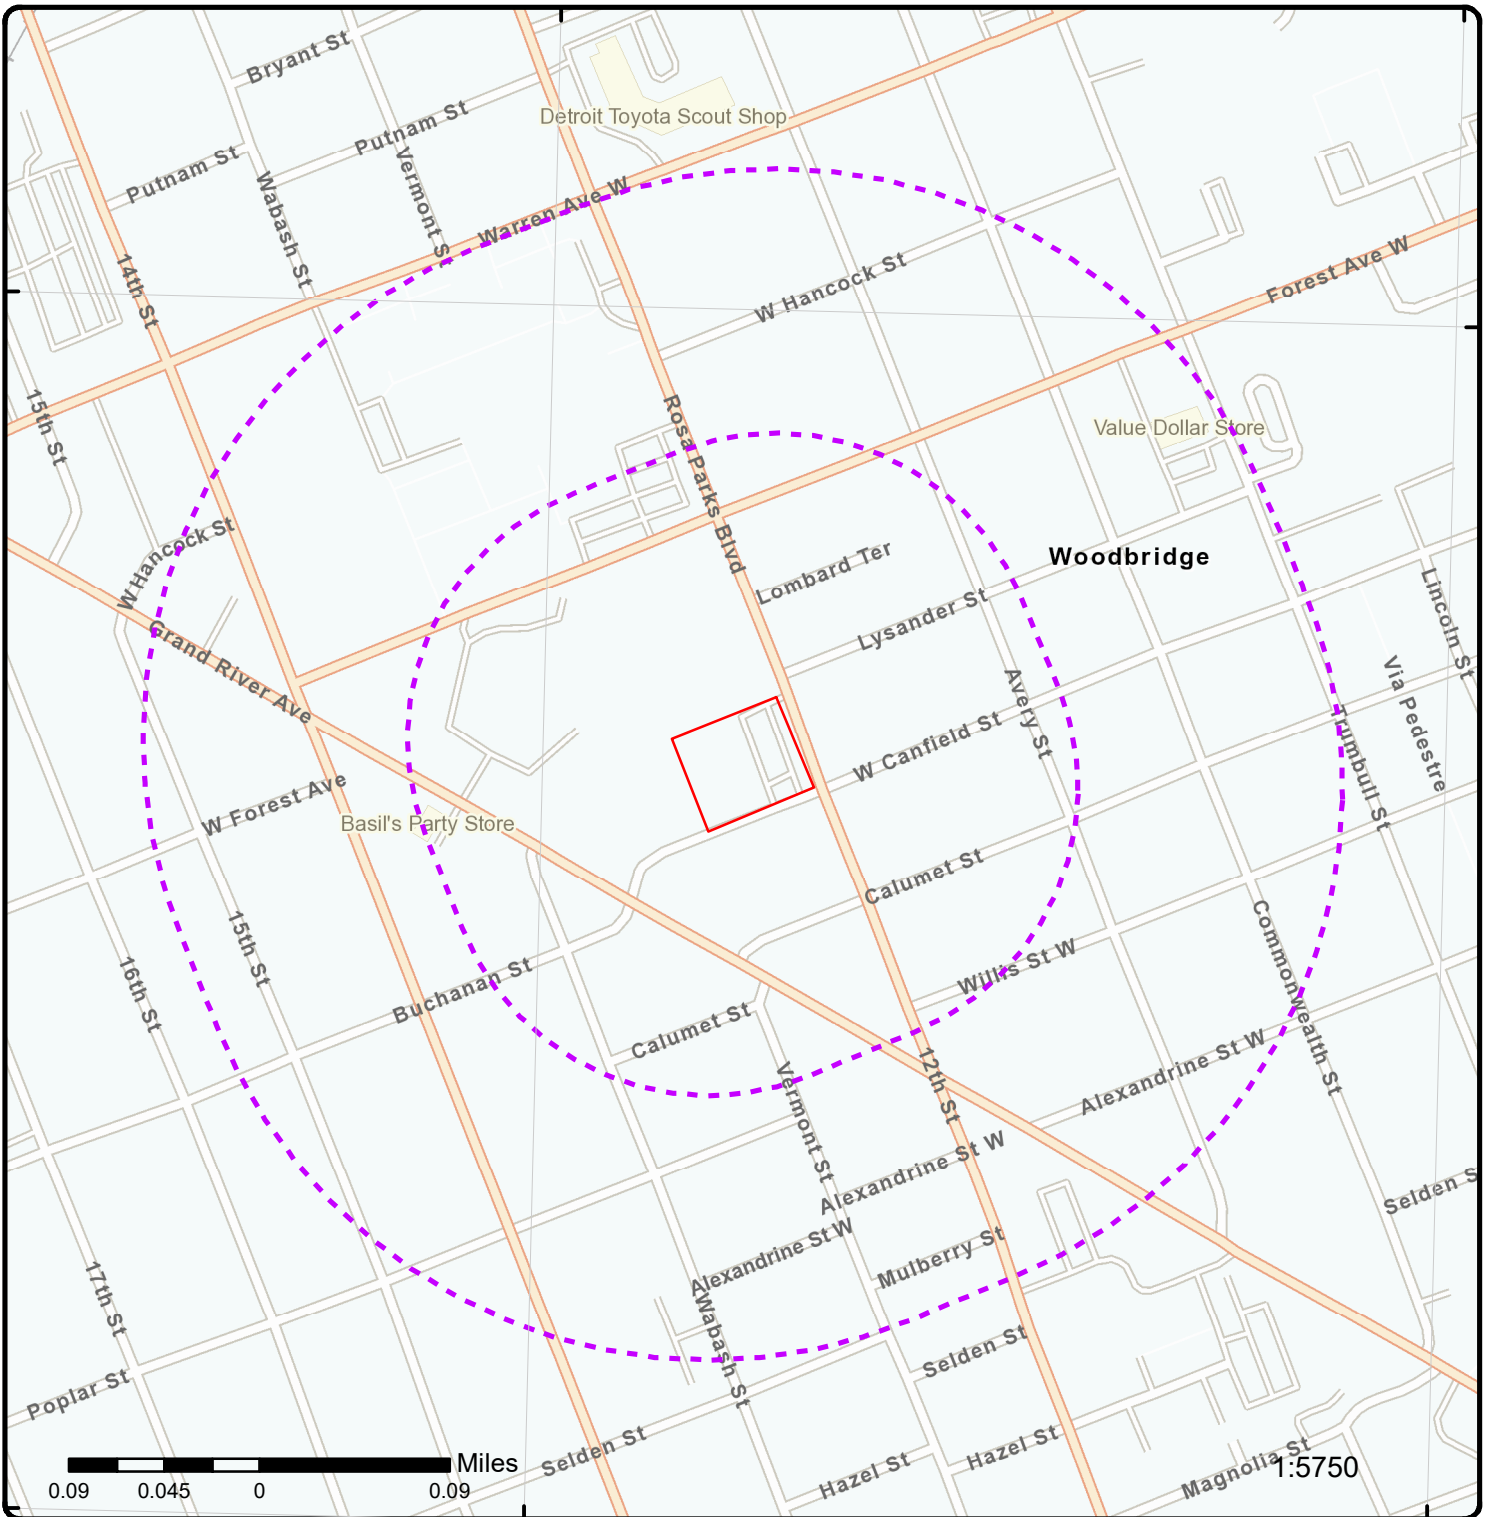 Bryant St
Putnam St
Detroit Toyota Scout Shop
Putnam St
Wabash St
Vermont St
Warren Ave W
14th St
W Hancock St
Forest Ave W
15th St
Rosa Parks Blvd
Value Dollar Store
W Hancock St
Lombard Ter
Woodbridge
Lysander St
Lincoln St
Grand River Ave
Avery St
Via Pedestre
W Canfield St
Trumbull St
W Forest Ave
Basil's Party Store
Calumet St
15th St
Commonwealth St
16th St
Buchanan St
Willis St W
Calumet St
12th St
Alexandrine St W
Vermont St
Alexandrine St W
Selden S
Alexandrine St W
Mulberry St
17th St
Wabash St
Selden St
Poplar St
Selden St
Hazel St
Hazel St
Magnolia St
Miles
1:5750
0.09 0.045 0 0.09